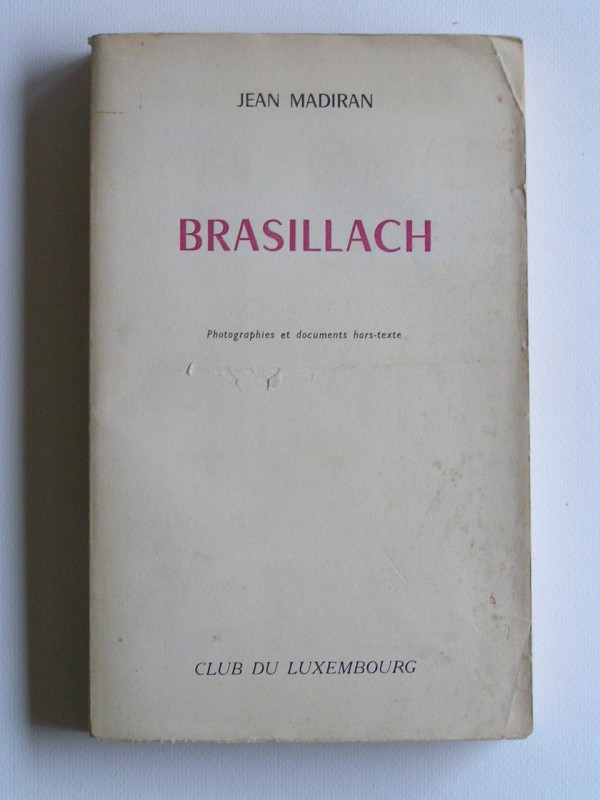 JEAN MADIRAN
BRASILLACH
Photographies et documents hors-texte
CLUB DU LUXEMBOURG